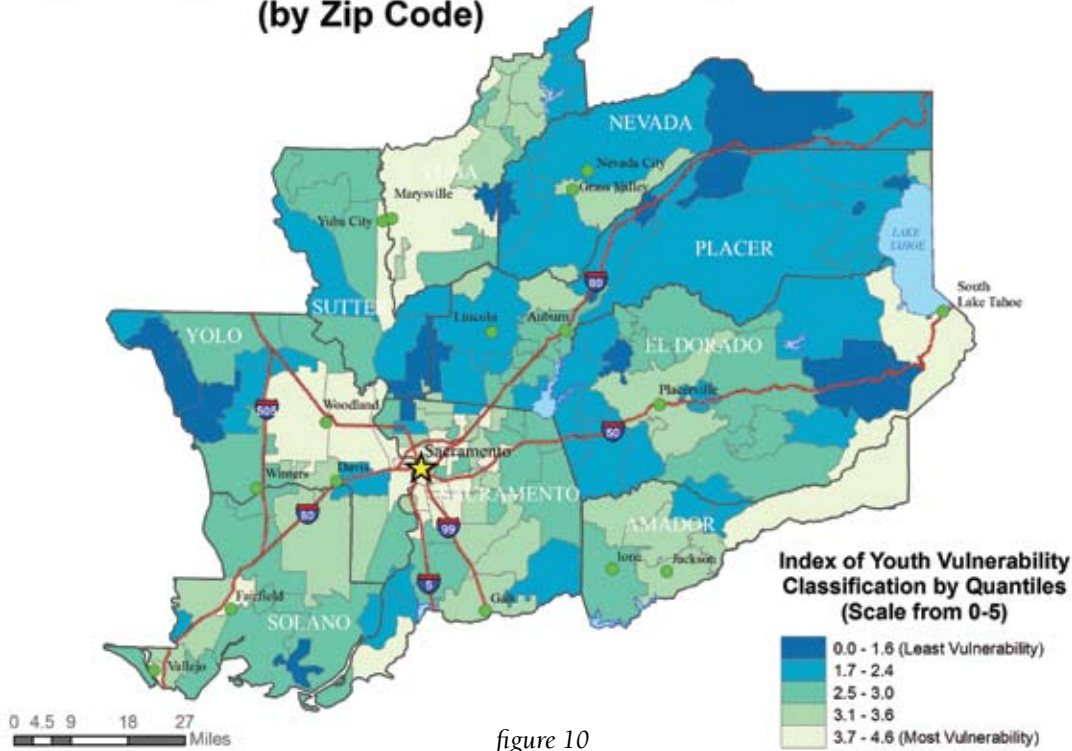 (by Zip Code)
NEVADA
Nevada City
Grass Valley
YUBA
Marysville
Yuba City
PLACER
LAKE
TAHOE
80
South
Lake Tahoe
SUTTER
Lincoln
Auburn
YOLO
EL DORADO
Placerville
505
Woodland
50
Sacramento
Winters
Davis
SACRAMENTO
80
99
AMADOR
Ione
Jackson
5
Galt
Fairfield
SOLANO
Vallejo
Index of Youth Vulnerability
Classification by Quantiles
(Scale from 0-5)
0.0 - 1.6 (Least Vulnerability)
1.7 - 2.4
2.5 - 3.0
3.1 - 3.6
3.7 - 4.6 (Most Vulnerability)
0 4.5 9 18 27
Miles
figure 10